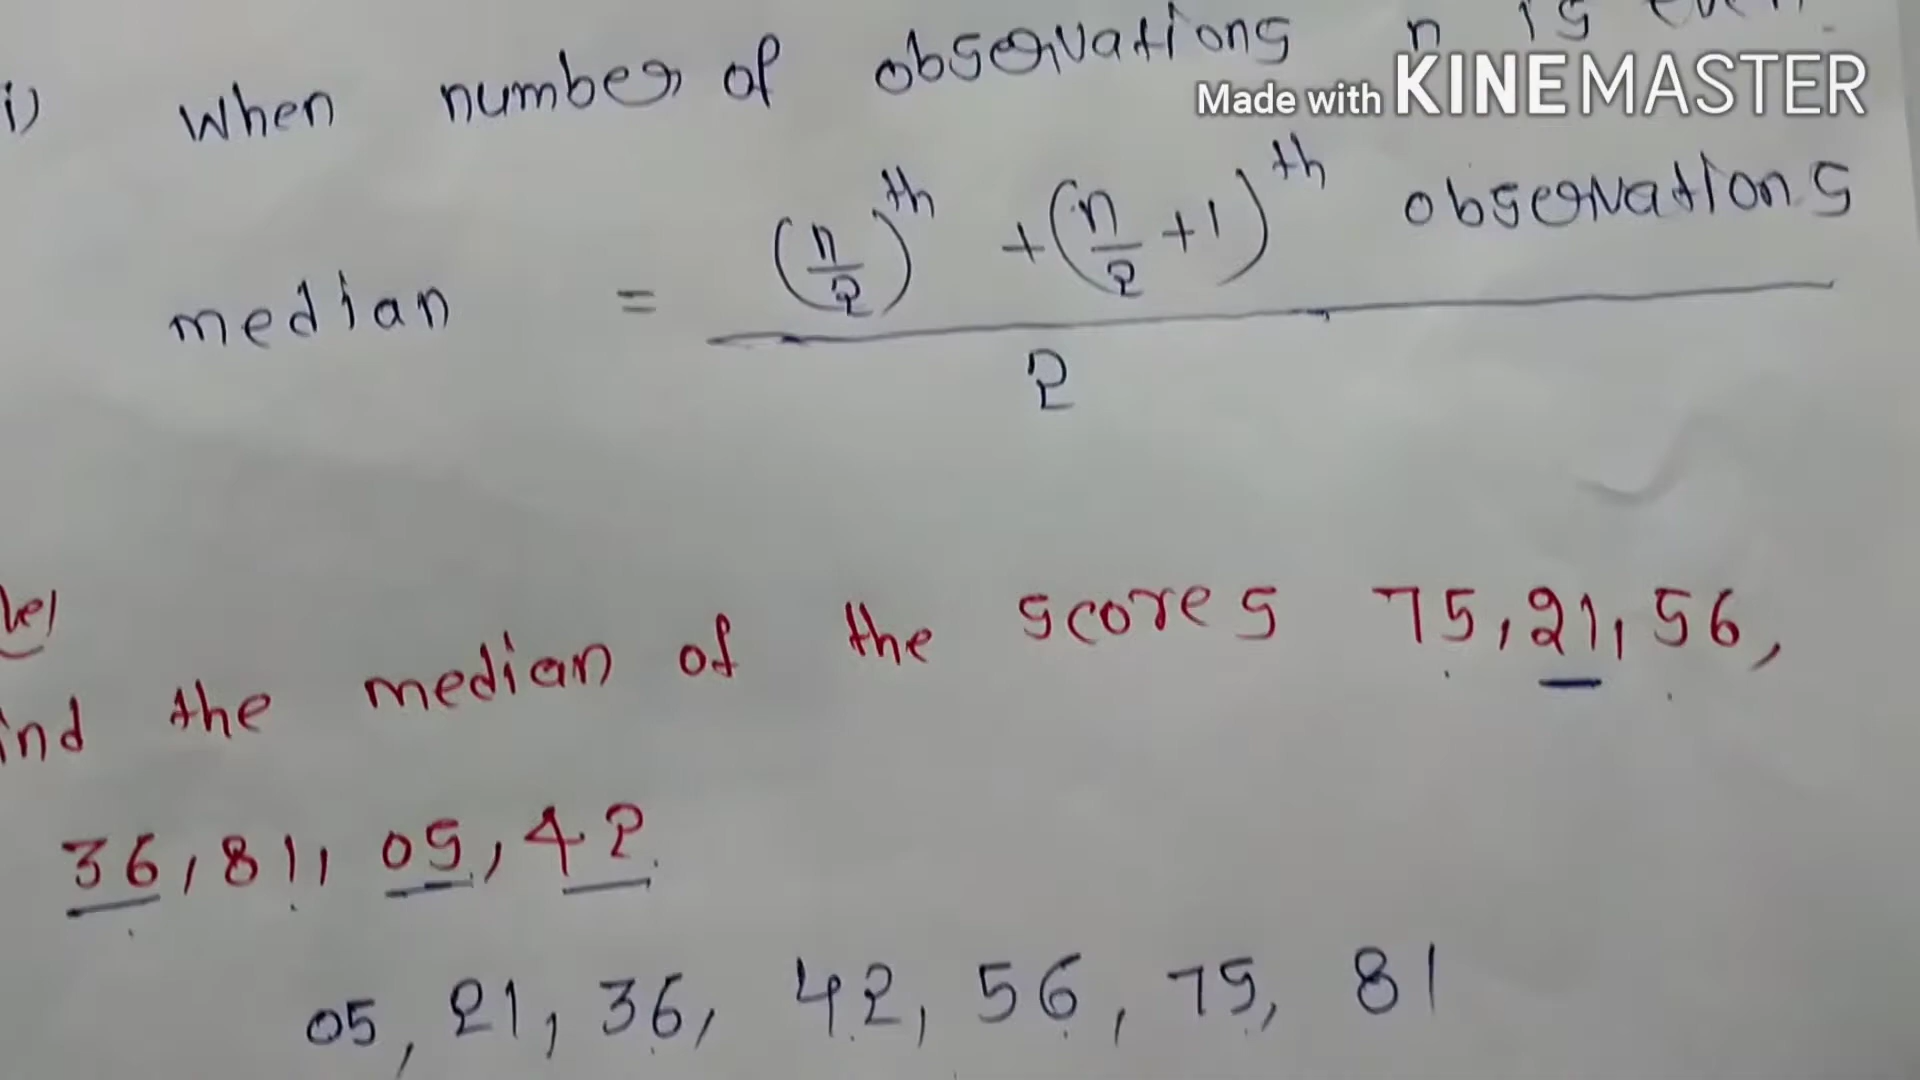 i) When number of observations n is even
Made with KINEMASTER
median = (n/2)th + (n/2 + 1)th observations
2
find the median of the scores 75, 21, 56,
36, 81, 05, 42.
05, 21, 36, 42, 56, 75, 81